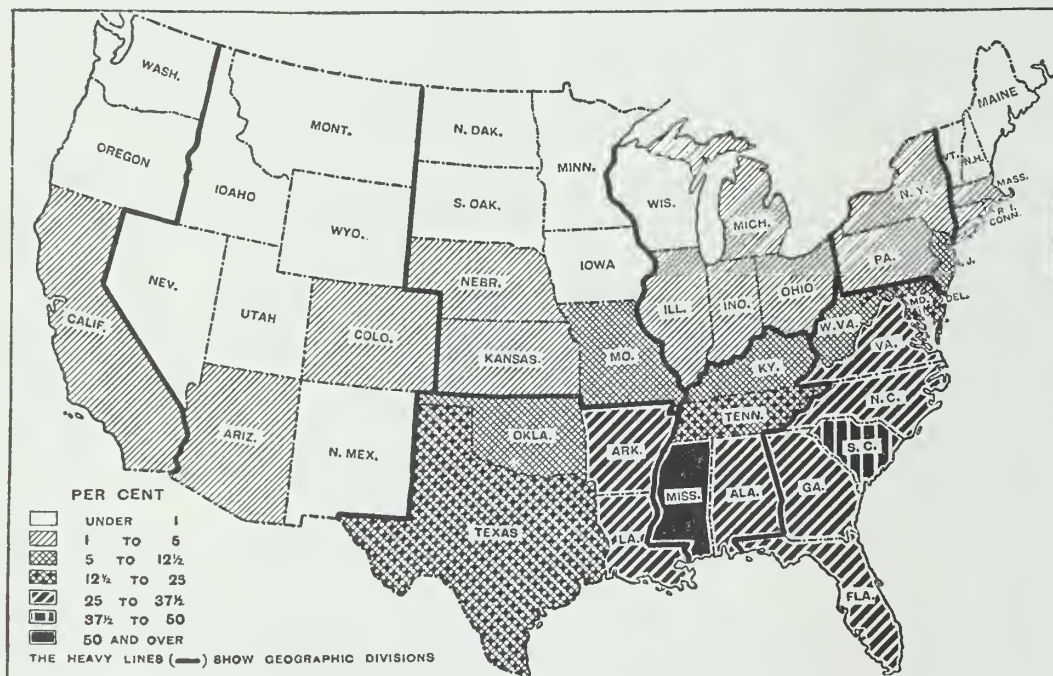 WASH.
MONT.
N. DAK.
MINN.
MAINE
OREGON
IOAHO
S. OAK.
WIS.
VT.
N.H.
MASS.
WYO.
MICH.
N.Y.
R.I.
CONN.
NEV.
UTAH
NEBR.
IOWA
PA.
J.
CALIF.
COLO.
KANSAS.
MO.
ILL.
INO.
OHIO
W.VA.
MD.
DEL.
VA.
KY.
ARIZ.
N. MEX.
OKLA.
ARK.
TENN.
N.C.
S.C.
TEXAS
LA.
MISS.
ALA.
GA.
FLA.
PER CENT
UNDER 1
1 TO 5
5 TO 12½
12½ TO 25
25 TO 37½
37½ TO 50
50 AND OVER
THE HEAVY LINES (▬) SHOW GEOGRAPHIC DIVISIONS